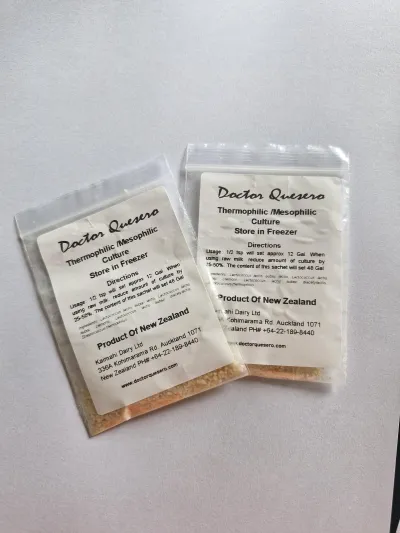 Doctor Quesero
Thermophilic /Mesophilic
Culture
Store in Freezer
Directions
Usage 1/2 tsp will set approx 12 Gal When
using raw milk reduce amount of culture by
25-50%. The content of this sachet will set 48 Gal
Product Of New Zealand
Kaimahi Dairy Ltd
336A Kohimarama Rd, Auckland 1071
New Zealand PH# +64-22-189-8440
www.doctorquesero.com
Doctor Quesero
Thermophilic /Mesophilic
Culture
Store in Freezer
Directions
Usage 1/2 tsp will set approx 12 Gal When
using raw milk reduce amount of culture by
25-50%. The content of this sachet will set 48 Gal
Product Of New Zealand
Dairy Ltd
Kohimarama Rd, Auckland 1071
Zealand PH# +64-22-189-8440
www.doctorquesero.com